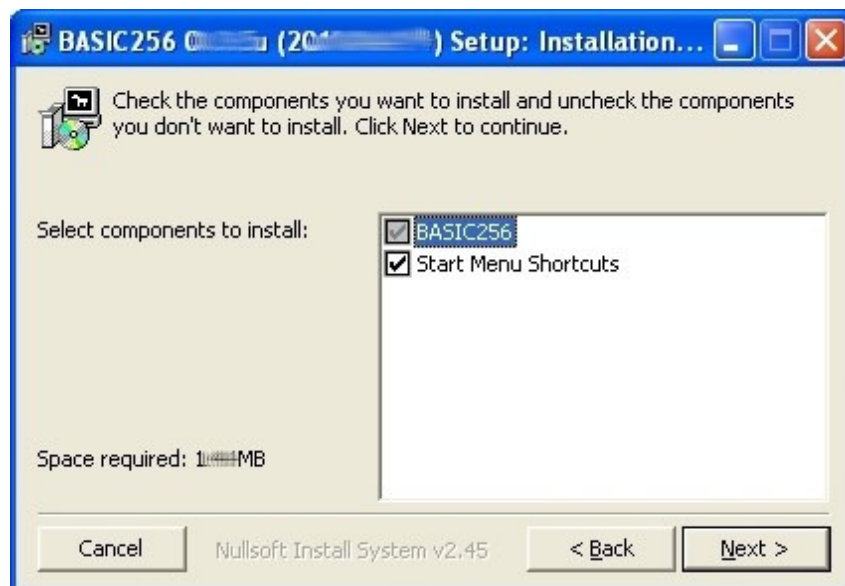 BASIC256 Setup: Installation...
Check the components you want to install and uncheck the components
you don't want to install. Click Next to continue.
Select components to install:
BASIC256
Start Menu Shortcuts
Space required:
Cancel
Nullsoft Install System v2.45
< Back
Next >